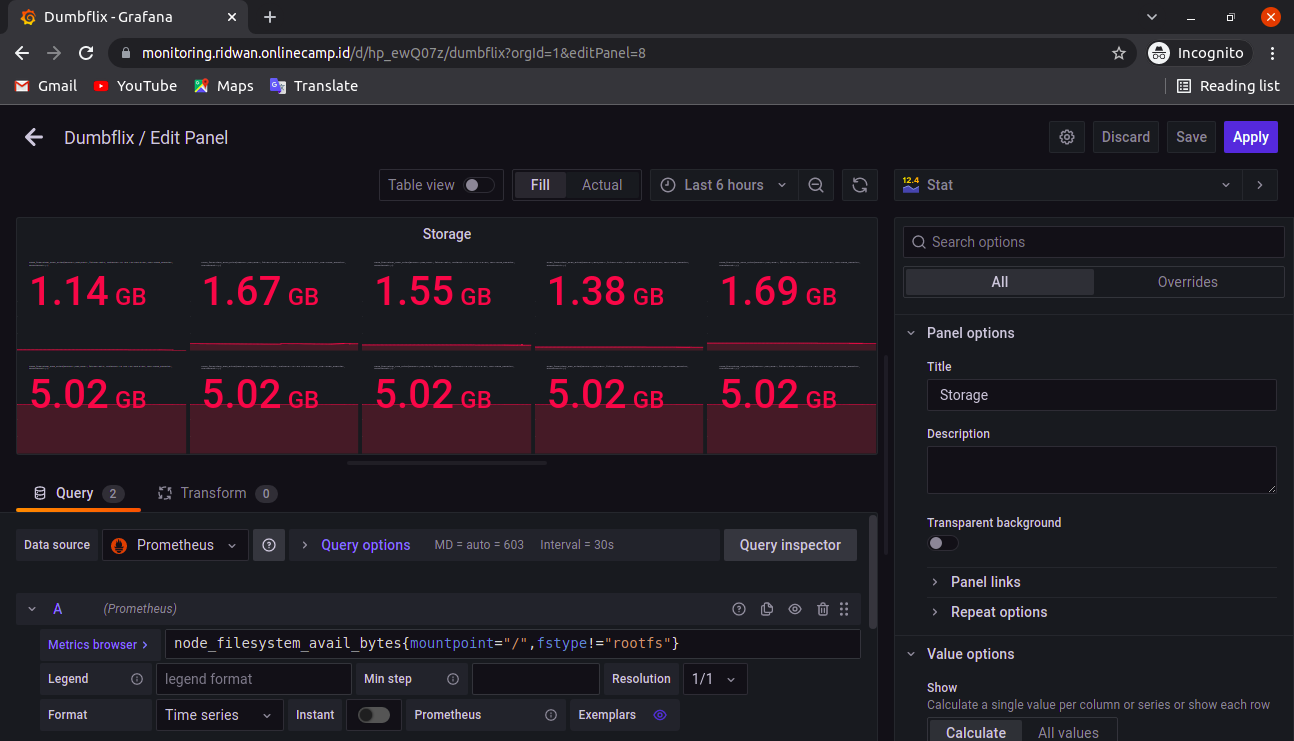 Dumbflix - Grafana
monitoring.ridwan.onlinecamp.id/d/hp_ewQ07z/dumbflix?orgId=1&editPanel=8
Incognito
Gmail YouTube Maps Translate Reading list
Dumbflix / Edit Panel Discard Save Apply
Table view Fill Actual Last 6 hours 12.4 Stat
Storage
1.14 GB 1.67 GB 1.55 GB 1.38 GB 1.69 GB
5.02 GB 5.02 GB 5.02 GB 5.02 GB 5.02 GB
Query 2 Transform 0
Data source Prometheus Query options MD = auto = 603 Interval = 30s Query inspector
A (Prometheus)
Metrics browser node_filesystem_avail_bytes{mountpoint="/",fstype!="rootfs"}
Legend legend format Min step Resolution 1/1
Format Time series Instant Prometheus Exemplars
Search options
All Overrides
Panel options
Title
Storage
Description
Transparent background
Panel links
Repeat options
Value options
Show
Calculate a single value per column or series or show each row
Calculate All values